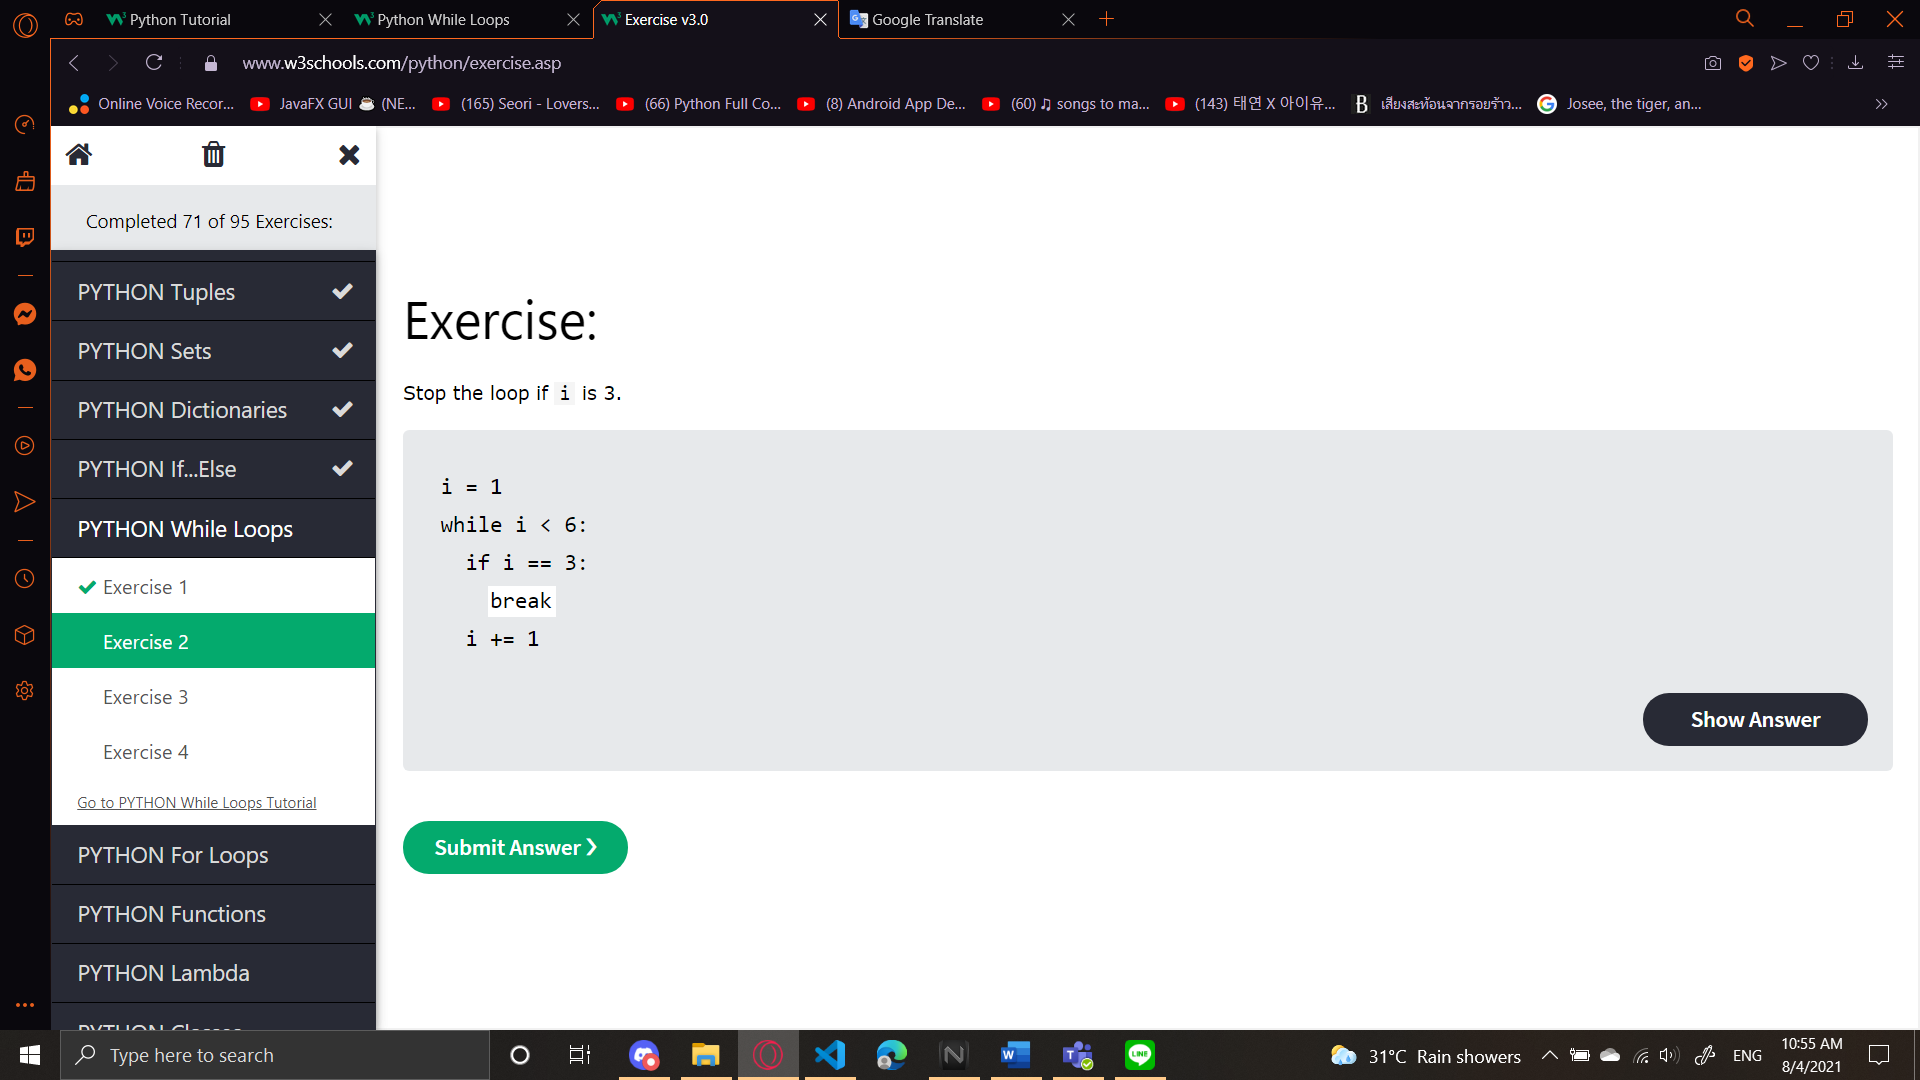 Python Tutorial
Python While Loops
Exercise v3.0
Google Translate
www.w3schools.com/python/exercise.asp
Online Voice Recor...
JavaFX GUI ☕ (NE...
(165) Seori - Lovers...
(66) Python Full Co...
(8) Android App De...
(60) ♫ songs to ma...
(143) 태연 X 아이유...
เสียงสะท้อนจากรอยร้าว...
Josee, the tiger, an...
Completed 71 of 95 Exercises:
PYTHON Tuples
PYTHON Sets
PYTHON Dictionaries
PYTHON If...Else
PYTHON While Loops
Exercise 1
Exercise 2
Exercise 3
Exercise 4
Go to PYTHON While Loops Tutorial
PYTHON For Loops
PYTHON Functions
PYTHON Lambda
PYTHON Classes
Exercise:
Stop the loop if i is 3.
i = 1
while i < 6:
if i == 3:
break
i += 1
Show Answer
Submit Answer ❯
Type here to search
31°C Rain showers
ENG
10:55 AM
8/4/2021